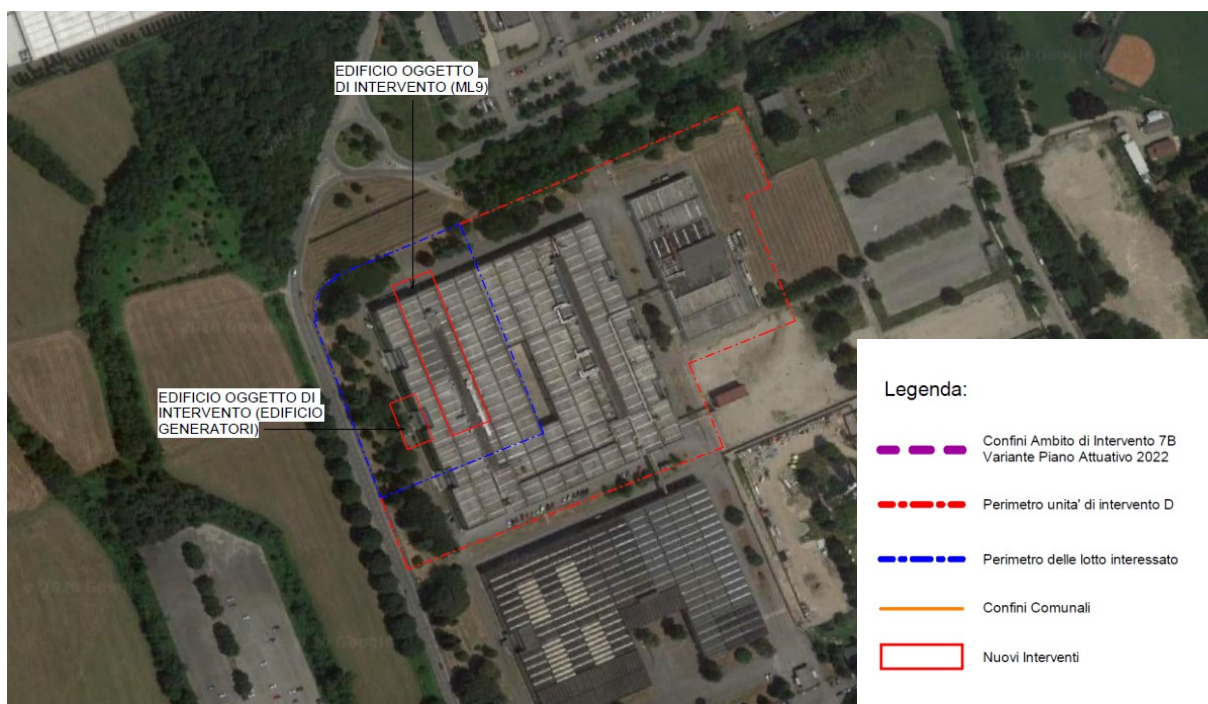 EDIFICIO OGGETTO
DI INTERVENTO (ML9)
EDIFICIO OGGETTO DI
INTERVENTO (EDIFICIO
GENERATORI)
Legenda:
Confini Ambito di Intervento 7B
Variante Piano Attuativo 2022
Perimetro unita' di intervento D
Perimetro delle lotto interessato
Confini Comunali
Nuovi Interventi